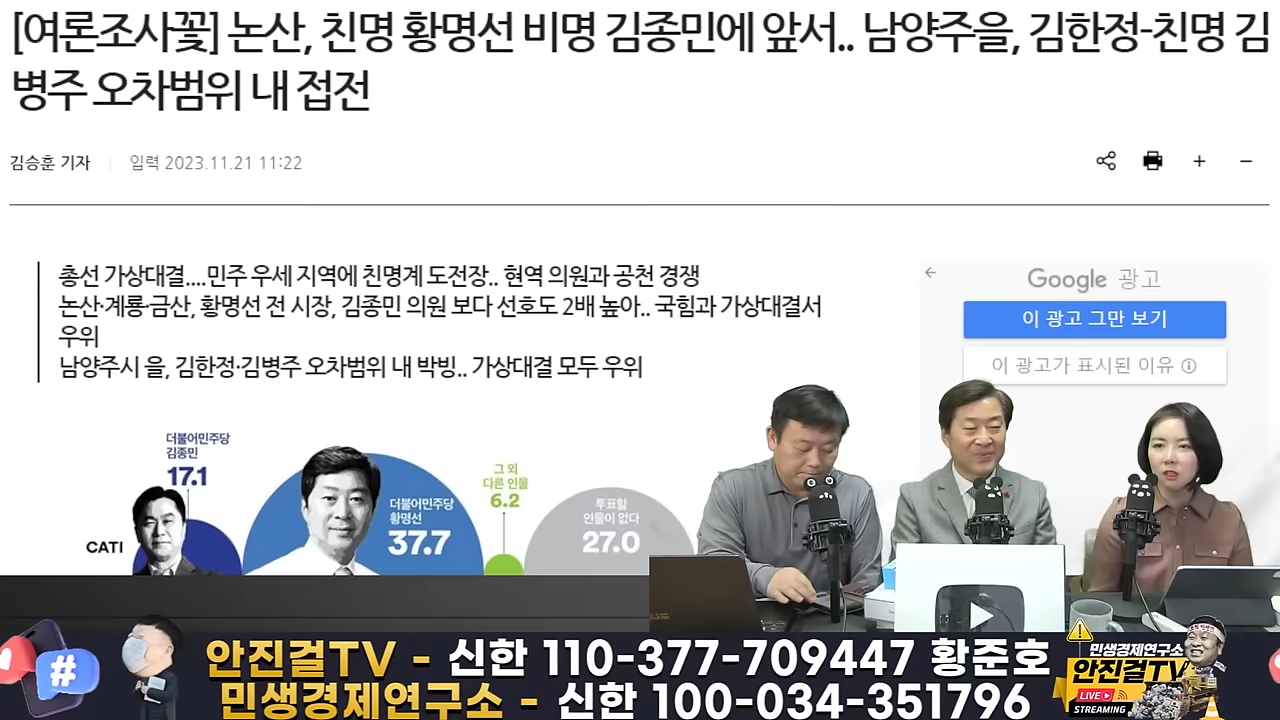 [여론조사꽃] 논산, 친명 황명선 비명 김종민에 앞서.. 남양주을, 김한정-친명 김
병주 오차범위 내 접전
김승훈 기자
입력 2023.11.21 11:22
총선 가상대결....민주 우세 지역에 친명계 도전장.. 현역 의원과 공천 경쟁
논산·계룡·금산, 황명선 전 시장, 김종민 의원 보다 선호도 2배 높아.. 국힘과 가상대결서
우위
남양주시 을, 김한정·김병주 오차범위 내 박빙.. 가상대결 모두 우위
Google 광고
이 광고 그만 보기
이 광고가 표시된 이유
CATI
더불어민주당
김종민
17.1
더불어민주당
황명선
37.7
그 외
다른 인물
6.2
투표할
인물이 없다
27.0
#
안진걸TV - 신한 110-377-709447 황준호
민생경제연구소 - 신한 100-034-351796
민생경제연구소
안진걸TV
LIVE
STREAMING